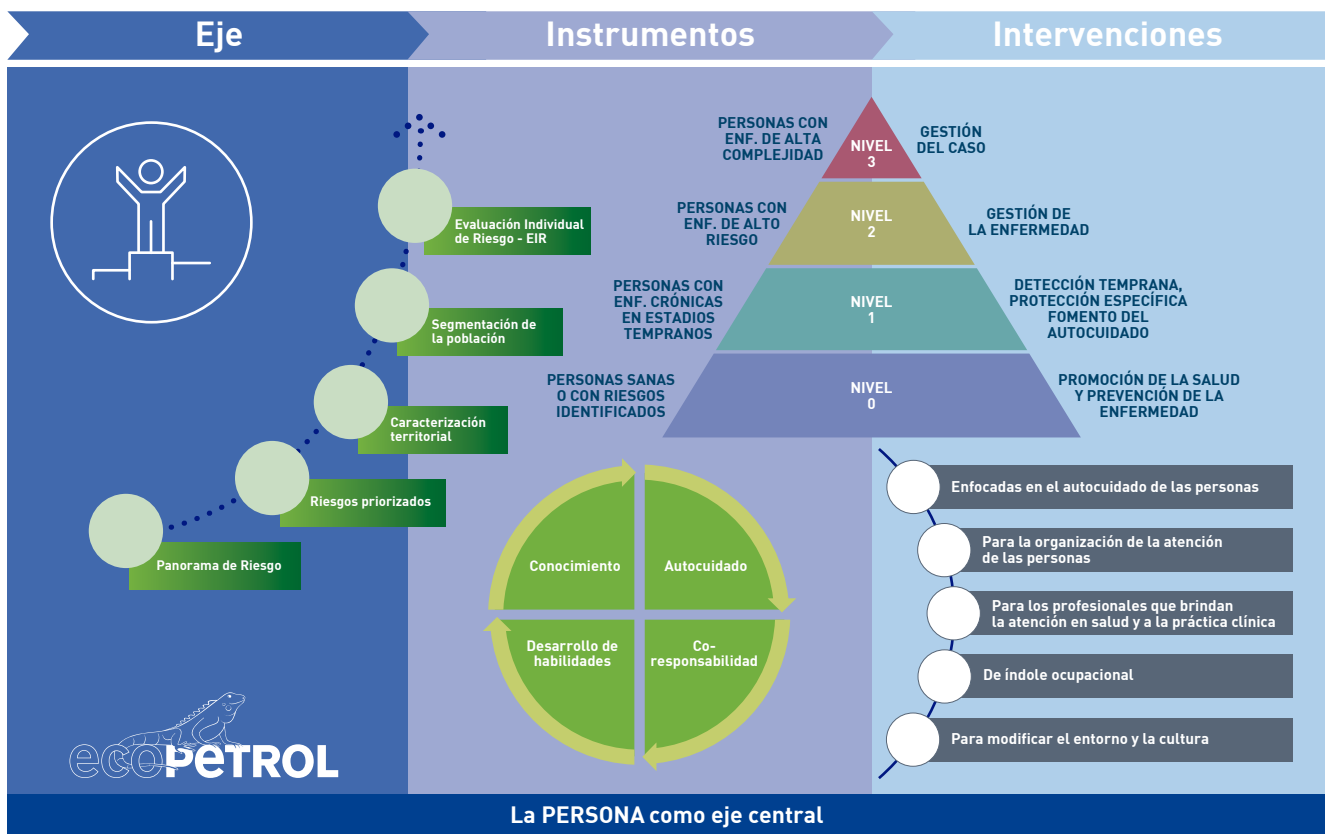 Eje
Instrumentos
Intervenciones
Evaluación Individual
de Riesgo - EIR
Segmentación de
la población
Caracterización
territorial
Riesgos priorizados
Panorama de Riesgo
ecoPETROL
PERSONAS CON
ENF. DE ALTA
COMPLEJIDAD
NIVEL
3
GESTIÓN
DEL CASO
PERSONAS CON
ENF. DE ALTO
RIESGO
NIVEL
2
GESTIÓN DE
LA ENFERMEDAD
PERSONAS CON
ENF. CRÓNICAS
EN ESTADIOS
TEMPRANOS
NIVEL
1
DETECCIÓN TEMPRANA,
PROTECCIÓN ESPECÍFICA
FOMENTO DEL
AUTOCUIDADO
PERSONAS SANAS
O CON RIESGOS
IDENTIFICADOS
NIVEL
0
PROMOCIÓN DE LA SALUD
Y PREVENCIÓN DE LA
ENFERMEDAD
Conocimiento
Autocuidado
Desarrollo de
habilidades
Co-
responsabilidad
Enfocadas en el autocuidado de las personas
Para la organización de la atención
de las personas
Para los profesionales que brindan
la atención en salud y a la práctica clínica
De índole ocupacional
Para modificar el entorno y la cultura
La PERSONA como eje central